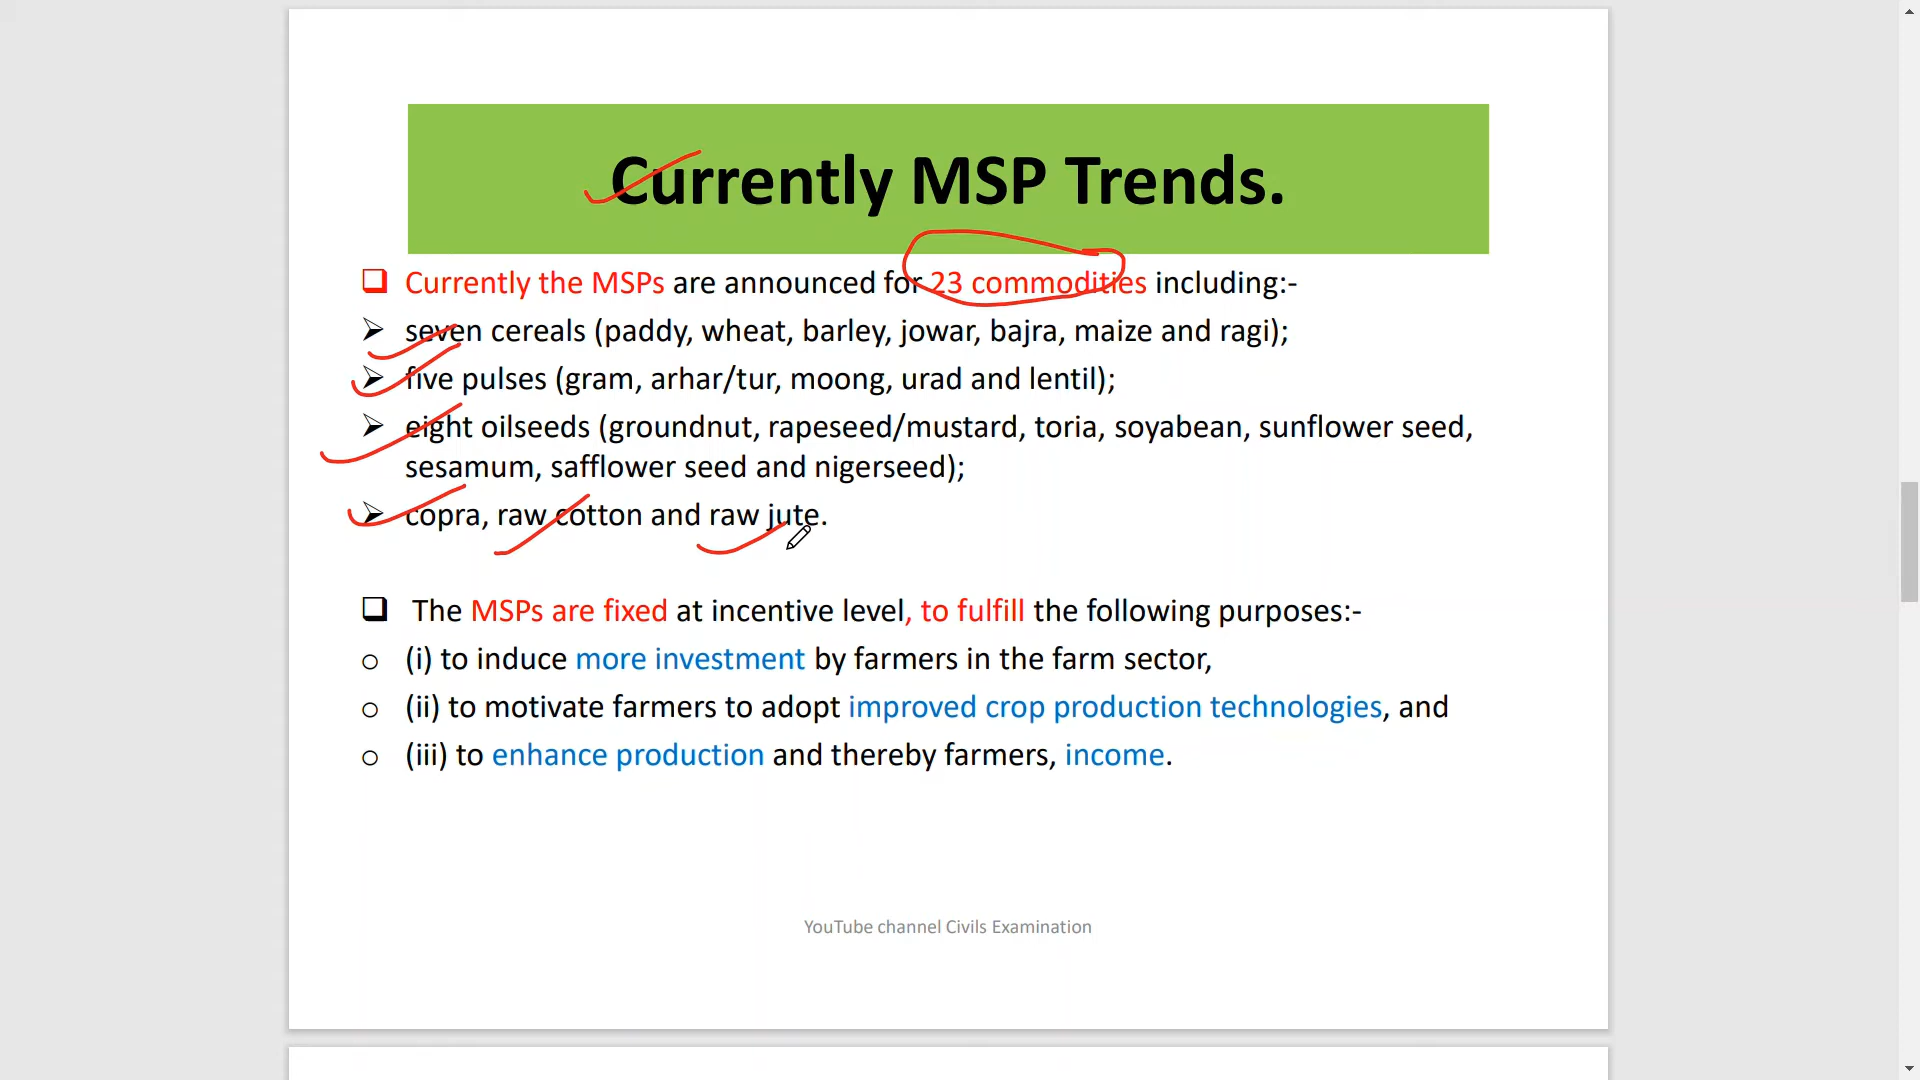 Currently MSP Trends.
Currently the MSPs are announced for 23 commodities including:-
seven cereals (paddy, wheat, barley, jowar, bajra, maize and ragi);
five pulses (gram, arhar/tur, moong, urad and lentil);
eight oilseeds (groundnut, rapeseed/mustard, toria, soyabean, sunflower seed,
sesamum, safflower seed and nigerseed);
copra, raw cotton and raw jute.
The MSPs are fixed at incentive level, to fulfill the following purposes:-
(i) to induce more investment by farmers in the farm sector,
(ii) to motivate farmers to adopt improved crop production technologies, and
(iii) to enhance production and thereby farmers, income.
YouTube channel Civils Examination